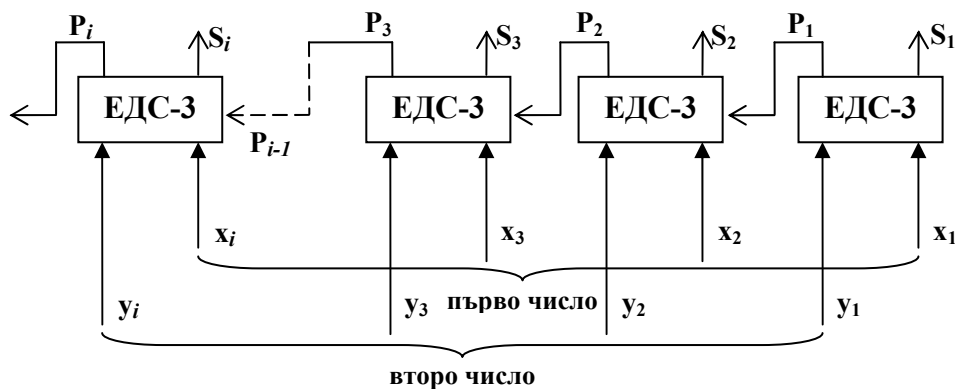 Pi Si P3 S3 P2 S2 P1 S1
ЕДС-3 ЕДС-3 ЕДС-3 ЕДС-3
Pi-1
xi x3 x2 x1
първо число
yi y3 y2 y1
второ число